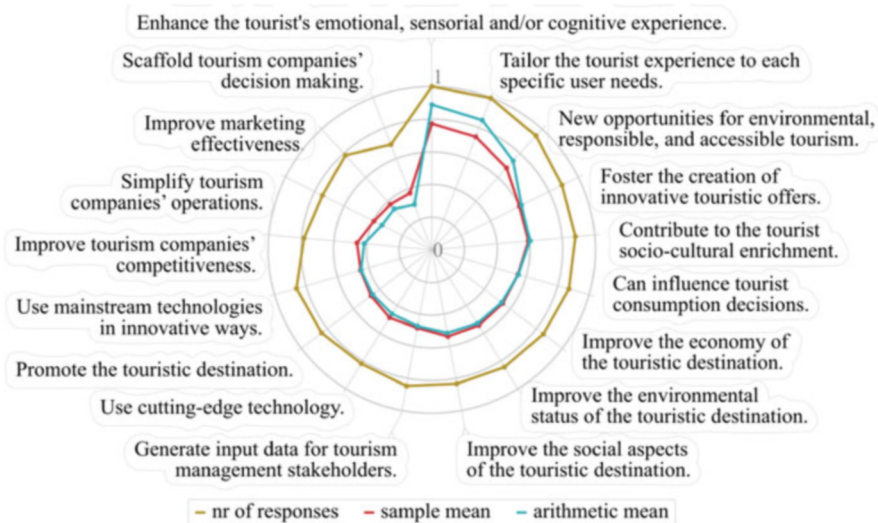 Enhance the tourist's emotional, sensorial and/or cognitive experience.
Scaffold tourism companies'
decision making.
1
Tailor the tourist experience to each
specific user needs.
Improve marketing
effectiveness
New opportunities for environmental,
responsible, and accessible tourism.
Simplify tourism
companies' operations.
Foster the creation of
innovative touristic offers.
Improve tourism companies'
competitiveness.
0
Contribute to the tourist
socio-cultural enrichment.
Use mainstream technologies
in innovative ways.
Can influence tourist
consumption decisions.
Promote the touristic destination.
Improve the economy of
the touristic destination.
Use cutting-edge technology.
Improve the environmental
status of the touristic destination.
Generate input data for tourism
management stakeholders.
Improve the social aspects
of the touristic destination.
nr of responses
sample mean
arithmetic mean